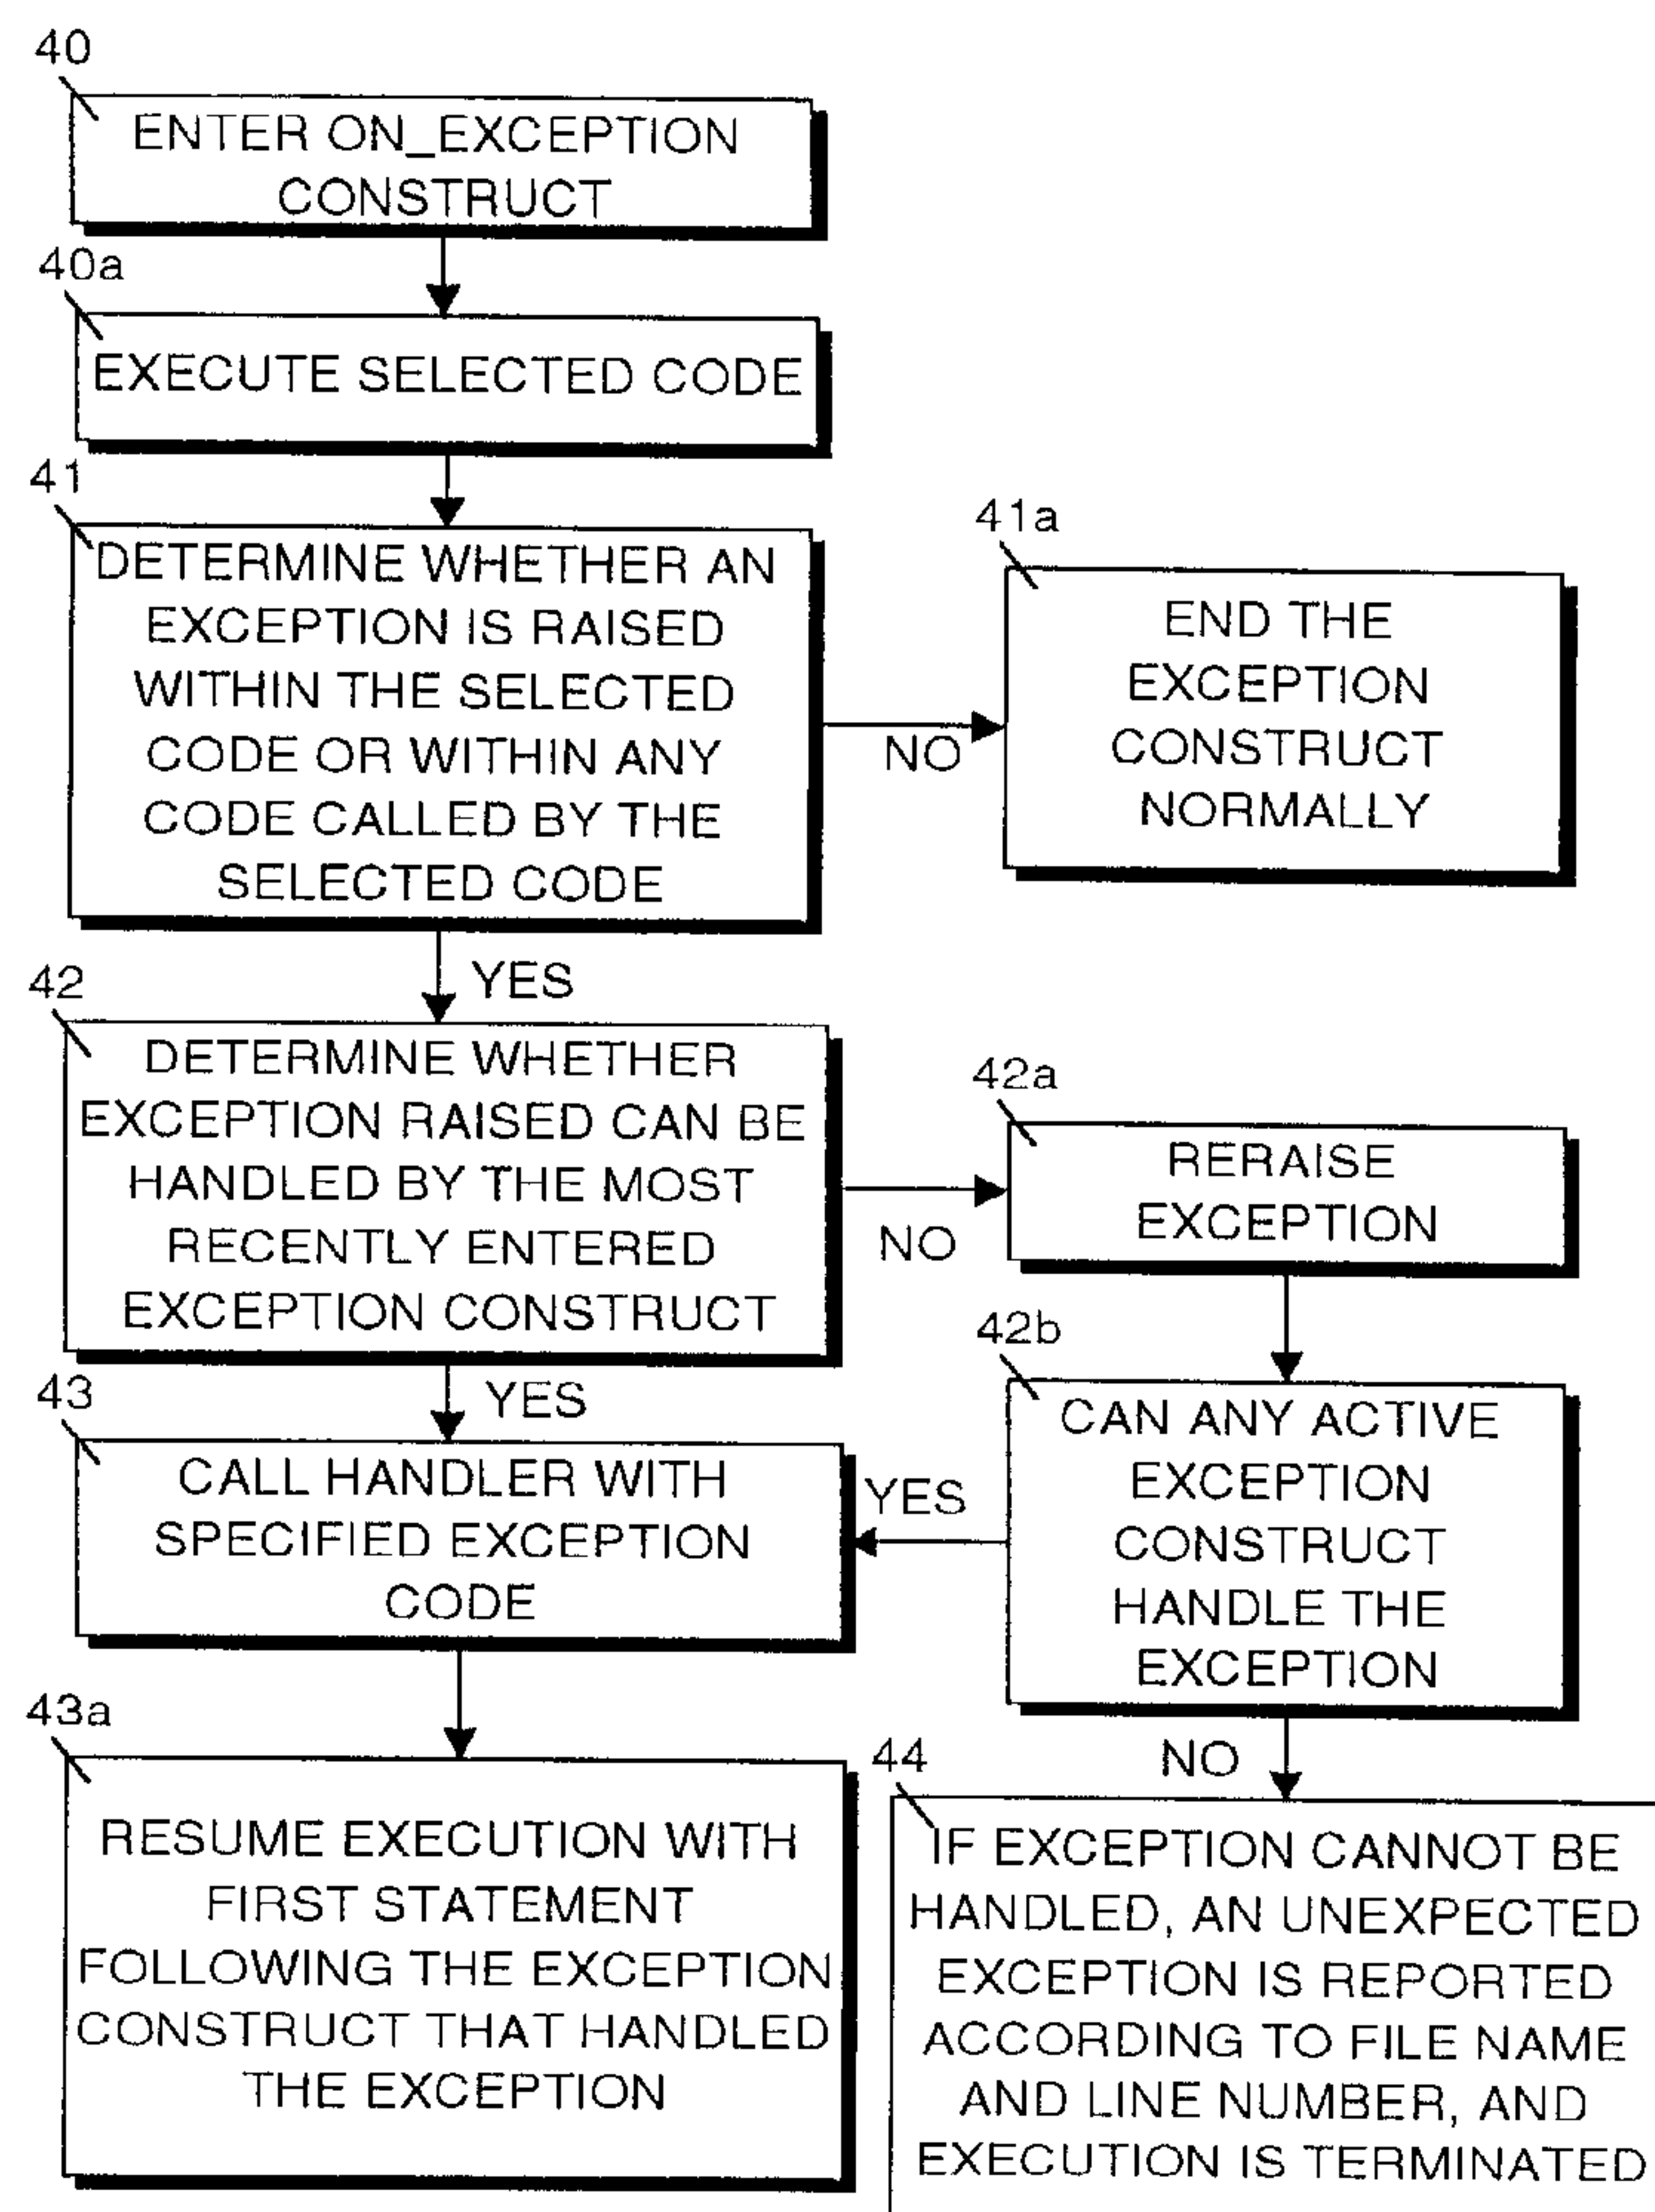 40
ENTER ON_EXCEPTION
CONSTRUCT
40a
EXECUTE SELECTED CODE
41
DETERMINE WHETHER AN
EXCEPTION IS RAISED
WITHIN THE SELECTED
CODE OR WITHIN ANY
CODE CALLED BY THE
SELECTED CODE
NO
41a
END THE
EXCEPTION
CONSTRUCT
NORMALLY
YES
42
DETERMINE WHETHER
EXCEPTION RAISED CAN BE
HANDLED BY THE MOST
RECENTLY ENTERED
EXCEPTION CONSTRUCT
NO
42a
RERAISE
EXCEPTION
42b
CAN ANY ACTIVE
EXCEPTION
CONSTRUCT
HANDLE THE
EXCEPTION
YES
YES
43
CALL HANDLER WITH
SPECIFIED EXCEPTION
CODE
43a
RESUME EXECUTION WITH
FIRST STATEMENT
FOLLOWING THE EXCEPTION
CONSTRUCT THAT HANDLED
THE EXCEPTION
NO
44
IF EXCEPTION CANNOT BE
HANDLED, AN UNEXPECTED
EXCEPTION IS REPORTED
ACCORDING TO FILE NAME
AND LINE NUMBER, AND
EXECUTION IS TERMINATED